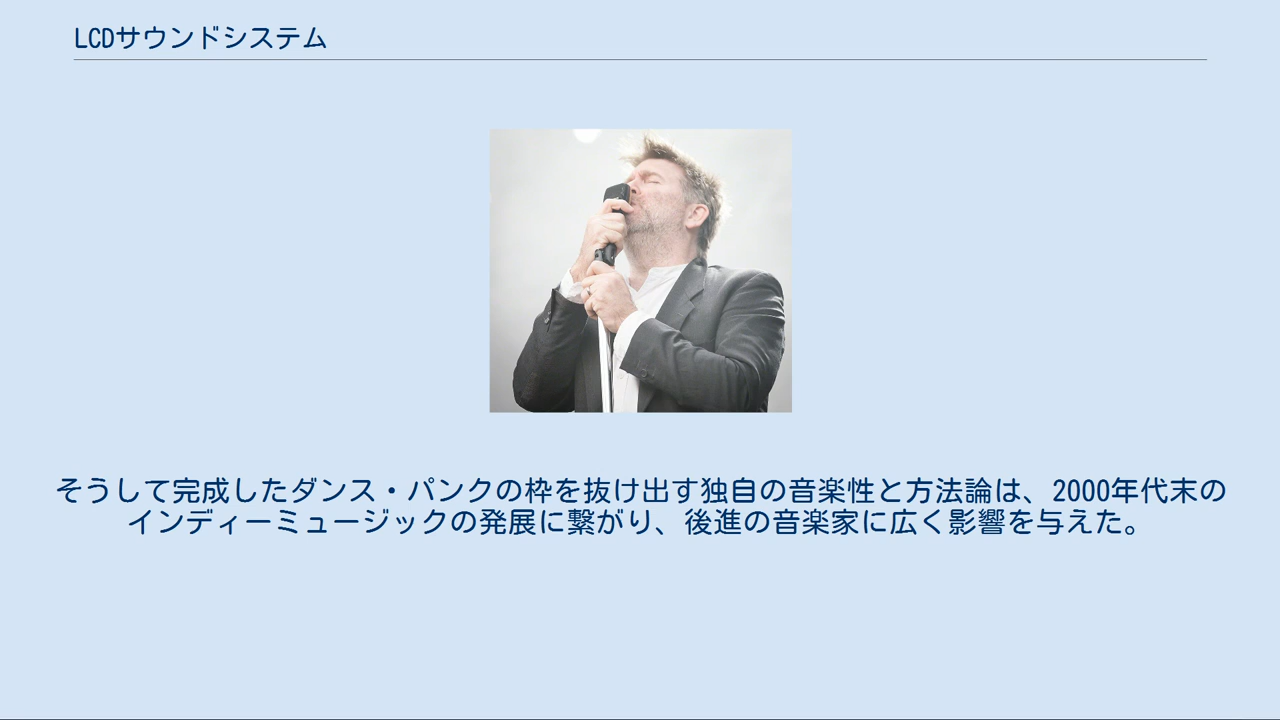 LCDサウンドシステム
そうして完成したダンス・パンクの枠を抜け出す独自の音楽性と方法論は、2000年代末の
インディーミュージックの発展に繋がり、後進の音楽家に広く影響を与えた。